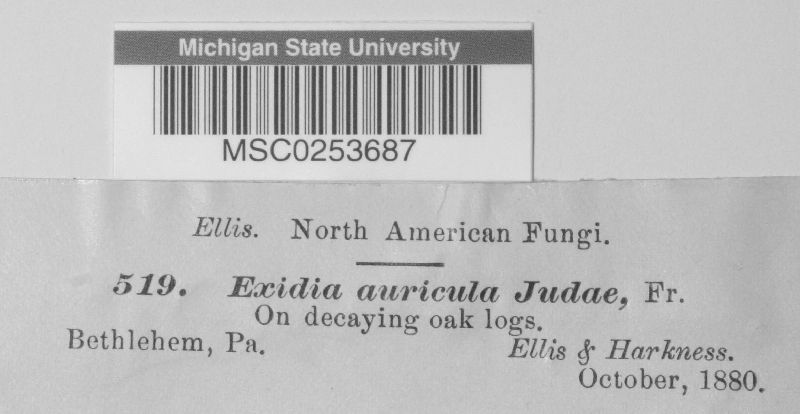 Michigan State University
MSC0253687
Ellis. North American Fungi.
519. Exidia auricula Judae, Fr.
On decaying oak logs.
Bethlehem, Pa. Ellis & Harkness.
October, 1880.